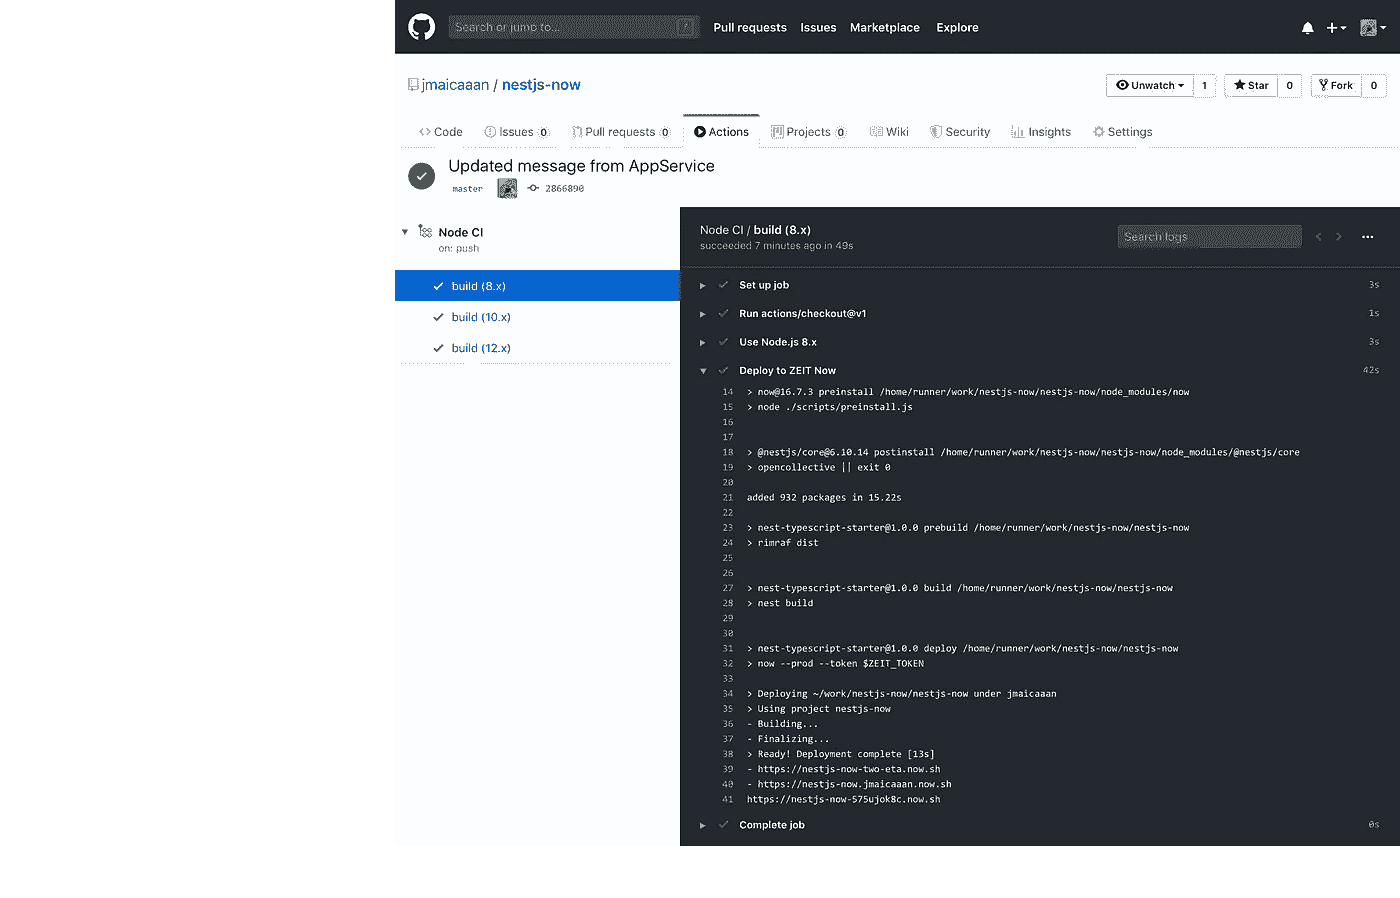 Search or jump to... / Pull requests Issues Marketplace Explore
jmaicaaan / nestjs-now Unwatch 1 Star 0 Fork 0
Code Issues 0 Pull requests 0 Actions Projects 0 Wiki Security Insights Settings
Updated message from AppService
master 2866890
Node CI
on: push
build (8.x)
build (10.x)
build (12.x)
Node CI / build (8.x)
succeeded 7 minutes ago in 49s
Search logs
Set up job 3s
Run actions/checkout@v1 1s
Use Node.js 8.x 3s
Deploy to ZEIT Now 42s
14 > now@16.7.3 preinstall /home/runner/work/nestjs-now/nestjs-now/node_modules/now
15 > node ./scripts/preinstall.js
16
17
18 > @nestjs/core@6.10.14 postinstall /home/runner/work/nestjs-now/nestjs-now/node_modules/@nestjs/core
19 > opencollective || exit 0
20
21 added 932 packages in 15.22s
22
23 > nest-typescript-starter@1.0.0 prebuild /home/runner/work/nestjs-now/nestjs-now
24 > rimraf dist
25
26
27 > nest-typescript-starter@1.0.0 build /home/runner/work/nestjs-now/nestjs-now
28 > nest build
29
30
31 > nest-typescript-starter@1.0.0 deploy /home/runner/work/nestjs-now/nestjs-now
32 > now --prod --token $ZEIT_TOKEN
33
34 > Deploying ~/work/nestjs-now/nestjs-now under jmaicaaan
35 > Using project nestjs-now
36 - Building...
37 - Finalizing...
38 > Ready! Deployment complete [13s]
39 - https://nestjs-now-two-eta.now.sh
40 - https://nestjs-now.jmaicaaan.now.sh
41 https://nestjs-now-575ujok8c.now.sh
Complete job 0s